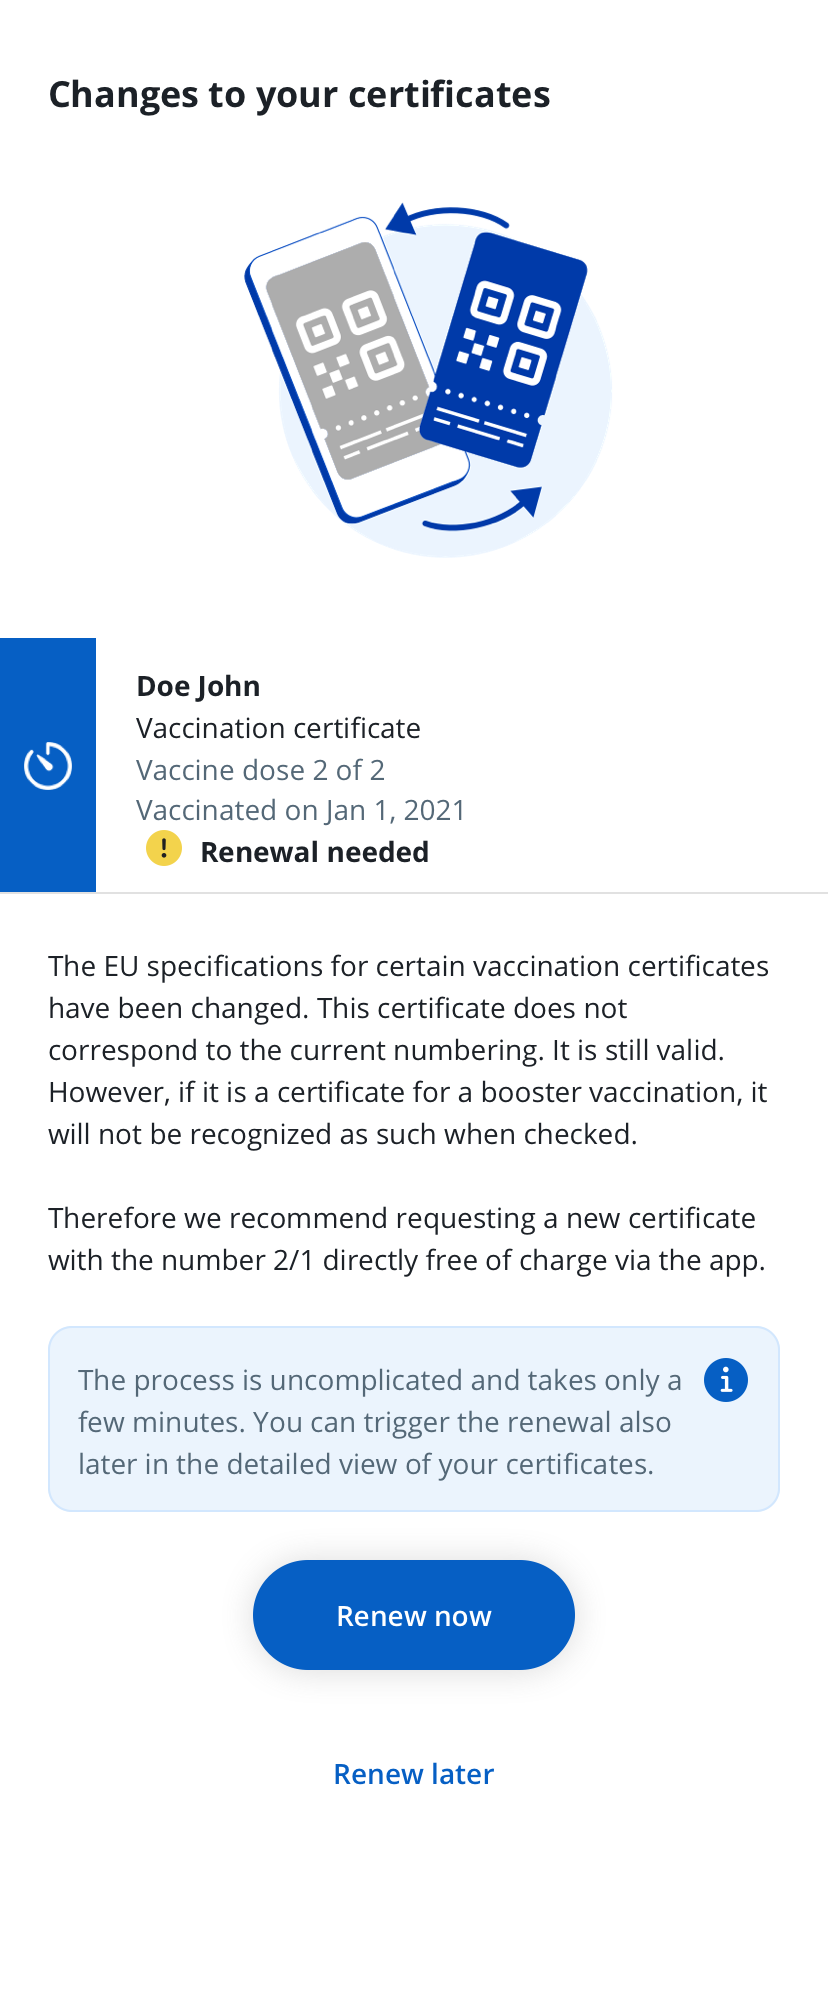 Changes to your certificates
Doe John
Vaccination certificate
Vaccine dose 2 of 2
Vaccinated on Jan 1, 2021
! Renewal needed
The EU specifications for certain vaccination certificates
have been changed. This certificate does not
correspond to the current numbering. It is still valid.
However, if it is a certificate for a booster vaccination, it
will not be recognized as such when checked.
Therefore we recommend requesting a new certificate
with the number 2/1 directly free of charge via the app.
The process is uncomplicated and takes only a
few minutes. You can trigger the renewal also
later in the detailed view of your certificates.
Renew now
Renew later